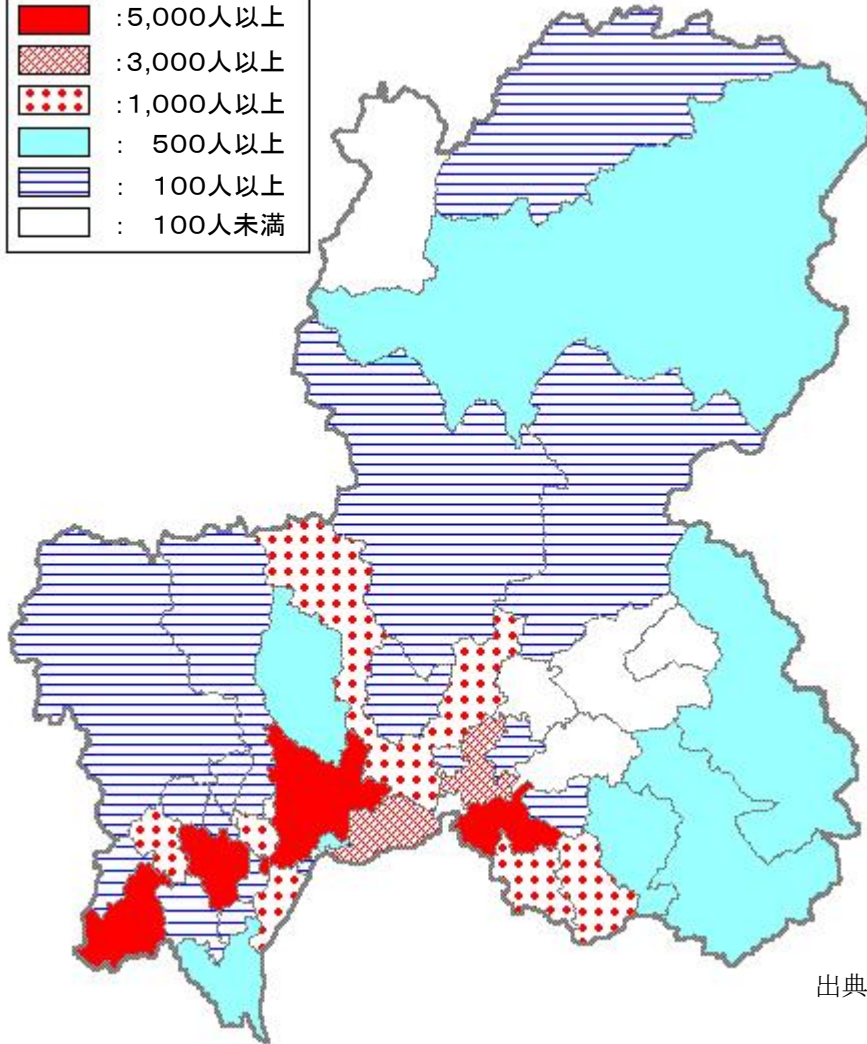 :5,000人以上
:3,000人以上
:1,000人以上
: 500人以上
: 100人以上
: 100人未満
出典